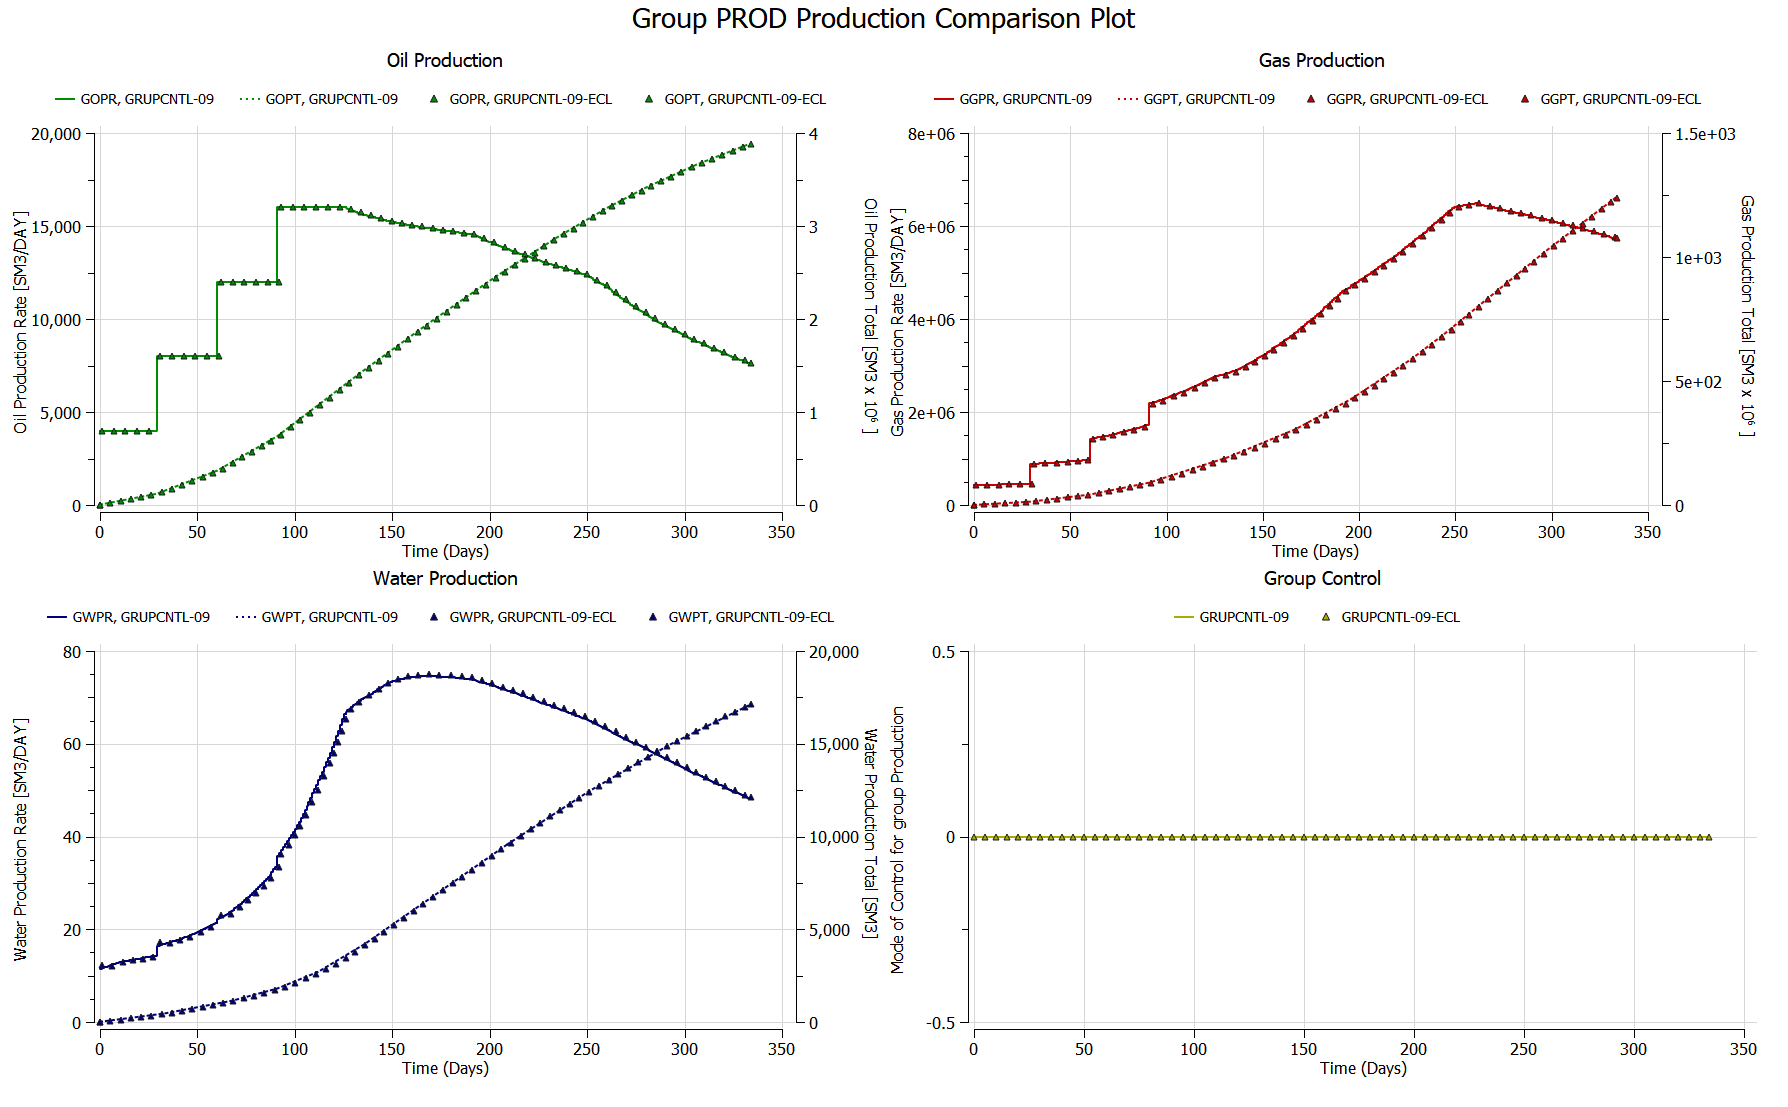 Group PROD Production Comparison Plot
Oil Production
GOPR, GRUPCNTL-09 GOPT, GRUPCNTL-09 GOPR, GRUPCNTL-09-ECL GOPT, GRUPCNTL-09-ECL
20,000
15,000
10,000
5,000
0
4
3
2
1
0
Oil Production Rate [SM3/DAY]
Oil Production Total [SM3 x 10⁶ ]
0 50 100 150 200 250 300 350
Time (Days)
Gas Production
GGPR, GRUPCNTL-09 GGPT, GRUPCNTL-09 GGPR, GRUPCNTL-09-ECL GGPT, GRUPCNTL-09-ECL
8e+06
6e+06
4e+06
2e+06
0
1.5e+03
1e+03
5e+02
0
Gas Production Rate [SM3/DAY]
Gas Production Total [SM3 x 10⁶ ]
0 50 100 150 200 250 300 350
Time (Days)
Water Production
GWPR, GRUPCNTL-09 GWPT, GRUPCNTL-09 GWPR, GRUPCNTL-09-ECL GWPT, GRUPCNTL-09-ECL
80
60
40
20
0
20,000
15,000
10,000
5,000
0
Water Production Rate [SM3/DAY]
Water Production Total [SM3]
0 50 100 150 200 250 300 350
Time (Days)
Group Control
GRUPCNTL-09 GRUPCNTL-09-ECL
0.5
0
-0.5
Mode of Control for group Production
0 50 100 150 200 250 300 350
Time (Days)